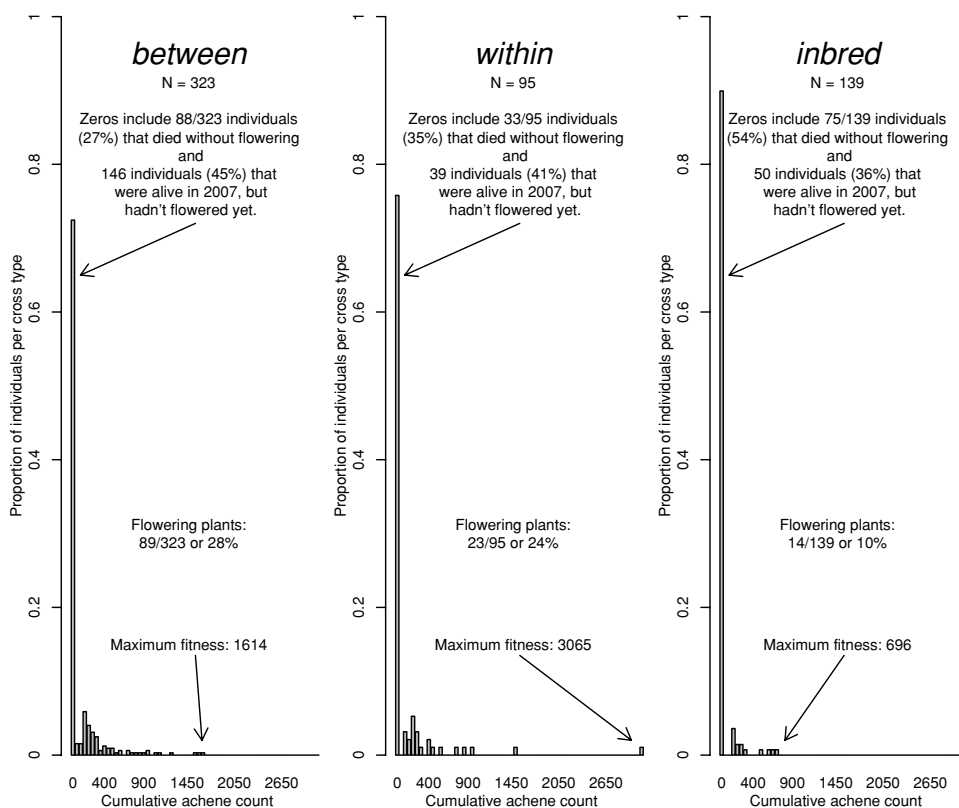 between
N = 323
Zeros include 88/323 individuals
(27%) that died without flowering
and
146 individuals (45%) that
were alive in 2007, but
hadn't flowered yet.
Flowering plants:
89/323 or 28%
Maximum fitness: 1614
Proportion of individuals per cross type
0
0.2
0.4
0.6
0.8
1
0 400 900 1450 2050 2650
Cumulative achene count
within
N = 95
Zeros include 33/95 individuals
(35%) that died without flowering
and
39 individuals (41%) that
were alive in 2007, but
hadn't flowered yet.
Flowering plants:
23/95 or 24%
Maximum fitness: 3065
Proportion of individuals per cross type
0
0.2
0.4
0.6
0.8
1
0 400 900 1450 2050 2650
Cumulative achene count
inbred
N = 139
Zeros include 75/139 individuals
(54%) that died without flowering
and
50 individuals (36%) that
were alive in 2007, but
hadn't flowered yet.
Flowering plants:
14/139 or 10%
Maximum fitness: 696
Proportion of individuals per cross type
0
0.2
0.4
0.6
0.8
1
0 400 900 1450 2050 2650
Cumulative achene count